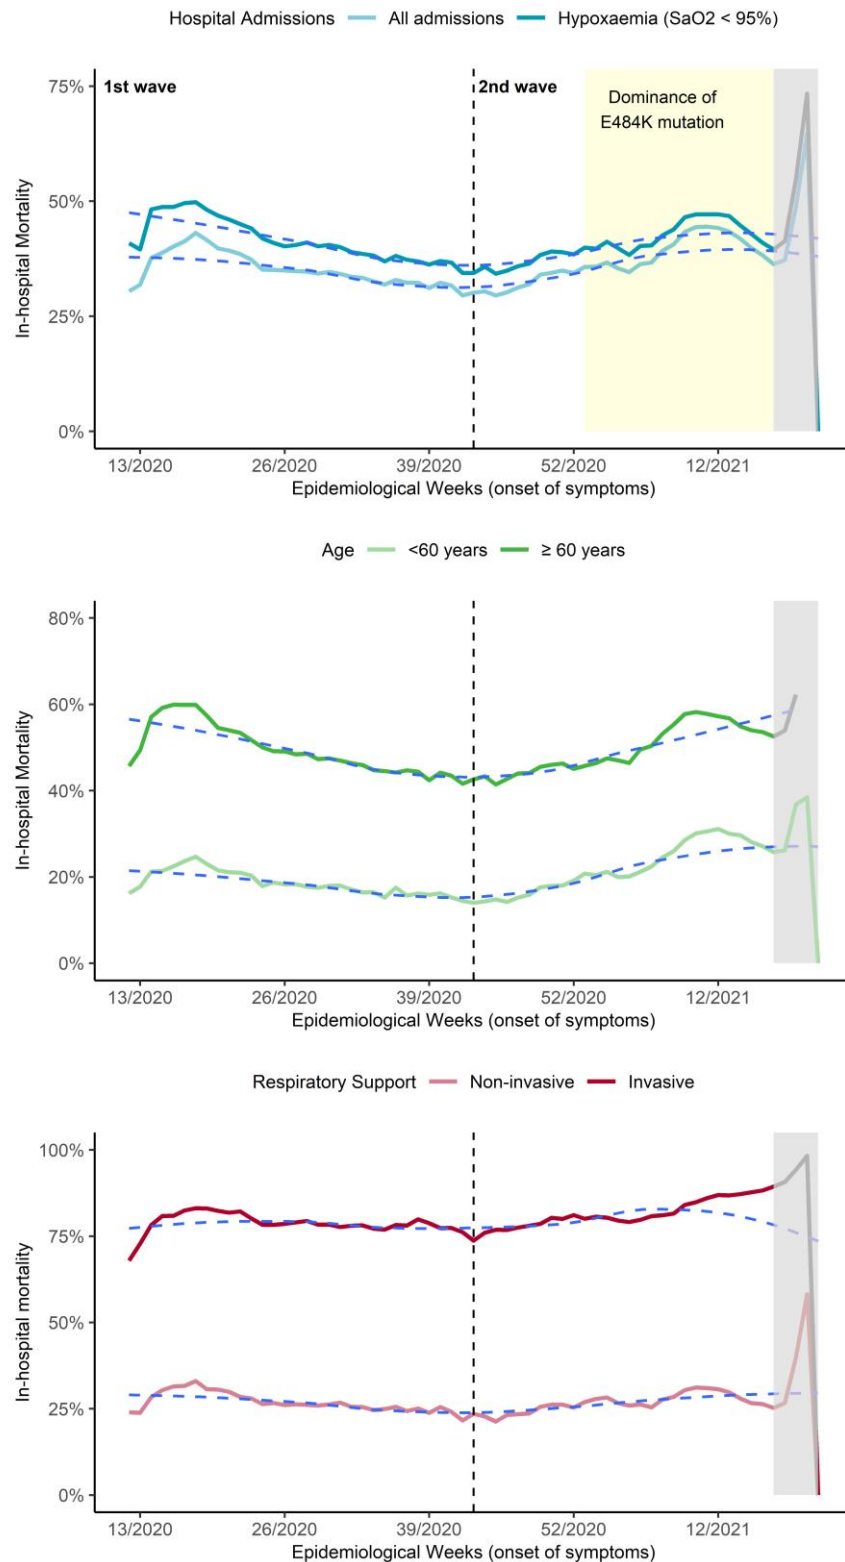 Hospital Admissions All admissions Hypoxaemia (SaO2 < 95%)
75%
1st wave
2nd wave
Dominance of
E484K mutation
50%
25%
0%
In-hospital Mortality
13/2020 26/2020 39/2020 52/2020 12/2021
Epidemiological Weeks (onset of symptoms)
Age <60 years ≥ 60 years
80%
60%
40%
20%
0%
In-hospital Mortality
13/2020 26/2020 39/2020 52/2020 12/2021
Epidemiological Weeks (onset of symptoms)
Respiratory Support Non-invasive Invasive
100%
75%
50%
25%
0%
In-hospital mortality
13/2020 26/2020 39/2020 52/2020 12/2021
Epidemiological Weeks (onset of symptoms)